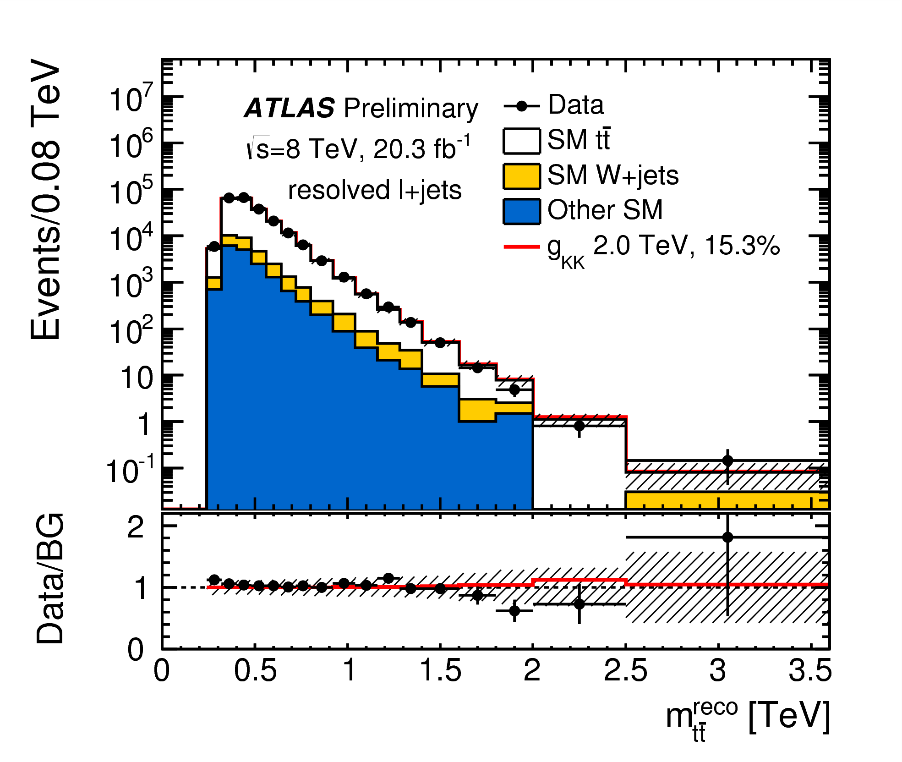 Events/0.08 TeV
10⁷
10⁶
10⁵
10⁴
10³
10²
10
1
10⁻¹
ATLAS Preliminary
√s=8 TeV, 20.3 fb⁻¹
resolved l+jets
Data
SM tt̄
SM W+jets
Other SM
g_KK 2.0 TeV, 15.3%
Data/BG
2
1
0
0 0.5 1 1.5 2 2.5 3 3.5
m_tt̄^reco [TeV]